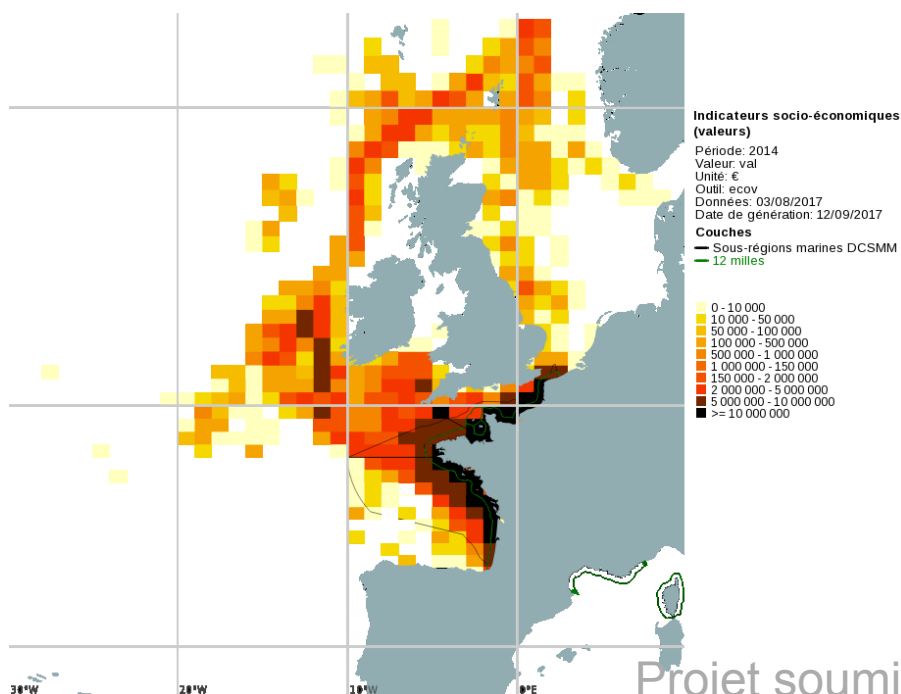 Indicateurs socio-économiques
(valeurs)
Période: 2014
Valeur: val
Unité: €
Outil: ecov
Données: 03/08/2017
Date de génération: 12/09/2017
Couches
Sous-régions marines DCSMM
12 milles
0 - 10 000
10 000 - 50 000
50 000 - 100 000
100 000 - 500 000
500 000 - 1 000 000
1 000 000 - 150 000
150 000 - 2 000 000
2 000 000 - 5 000 000
5 000 000 - 10 000 000
>= 10 000 000
30°W 20°W 10°W 0°E
Projet soumi